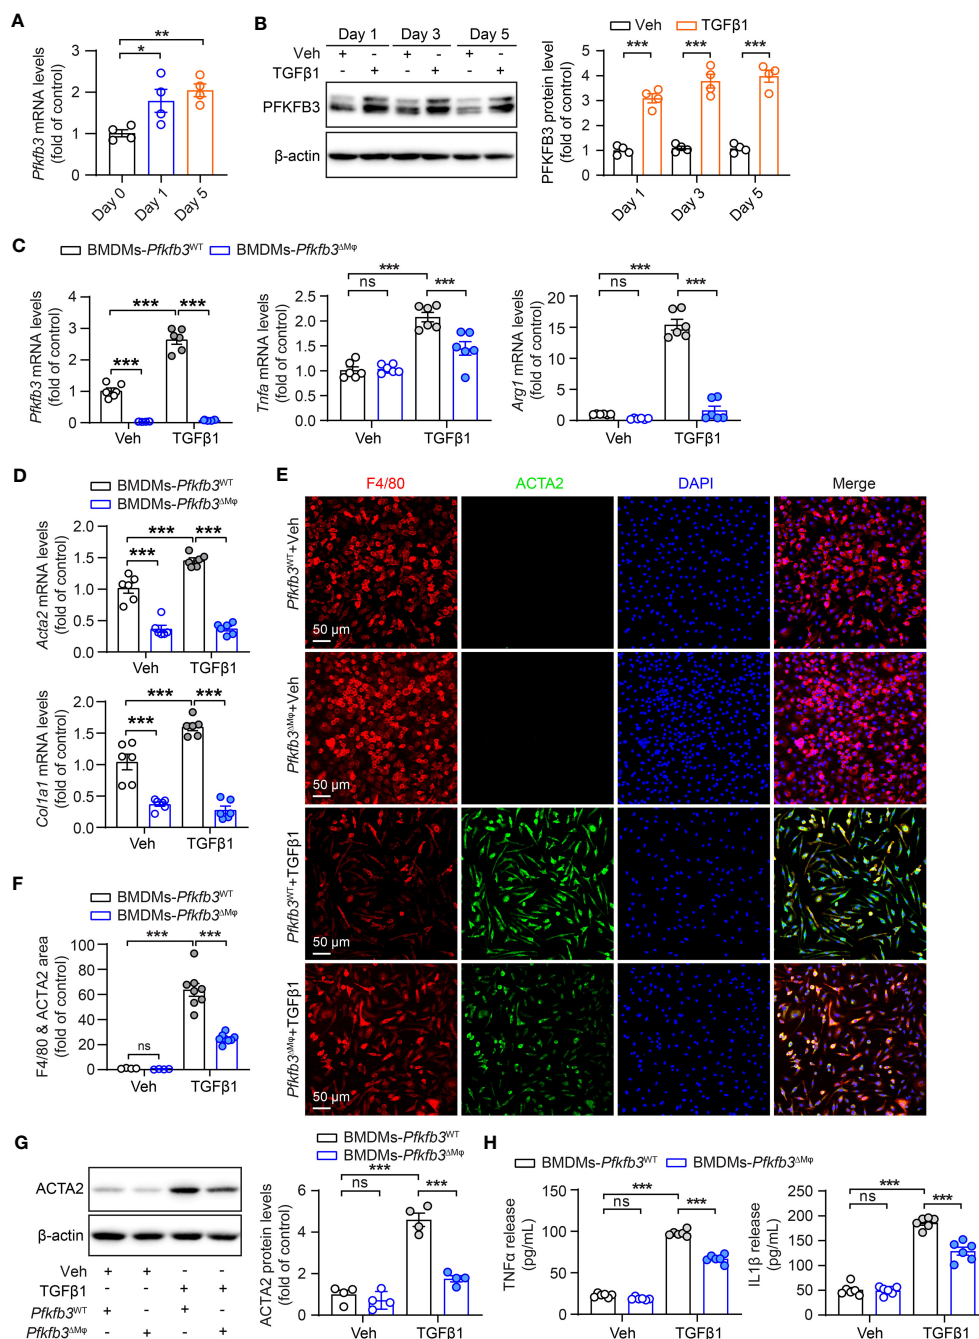 A
Pfkfb3 mRNA levels
(fold of control)
3
2
1
0
*
**
Day 0
Day 1
Day 5
B
Day 1 Day 3 Day 5
Veh + - + - + -
TGFβ1 - + - + - +
PFKFB3
β-actin
Veh TGFβ1
PFKFB3 protein level
(fold of control)
5
4
3
2
1
0
*** *** ***
Day 1
Day 3
Day 5
C
BMDMs-Pfkfb3WT BMDMs-Pfkfb3ΔMφ
Pfkfb3 mRNA levels
(fold of control)
4
3
2
1
0
*** *** ***
Veh TGFβ1
Tnfa mRNA levels
(fold of control)
2.5
2.0
1.5
1.0
0.5
0.0
***
ns ***
Veh TGFβ1
Arg1 mRNA levels
(fold of control)
20
15
10
5
0
***
ns ***
Veh TGFβ1
D
BMDMs-Pfkfb3WT
BMDMs-Pfkfb3ΔMφ
Acta2 mRNA levels
(fold of control)
2.0
1.5
1.0
0.5
0.0
*** *** ***
Veh TGFβ1
Col1a1 mRNA levels
(fold of control)
2.0
1.5
1.0
0.5
0.0
*** *** ***
Veh TGFβ1
E
F4/80 ACTA2 DAPI Merge
Pfkfb3WT+Veh
50 μm
Pfkfb3ΔMφ+Veh
50 μm
Pfkfb3WT+TGFβ1
50 μm
Pfkfb3ΔMφ+TGFβ1
50 μm
F
BMDMs-Pfkfb3WT
BMDMs-Pfkfb3ΔMφ
F4/80 & ACTA2 area
(fold of control)
100
80
60
40
20
0
*** ***
ns
Veh TGFβ1
G
ACTA2
β-actin
Veh + + - -
TGFβ1 - - + +
Pfkfb3WT + - + -
Pfkfb3ΔMφ - + - +
BMDMs-Pfkfb3WT
BMDMs-Pfkfb3ΔMφ
ACTA2 protein levels
(fold of control)
6
4
2
0
***
ns ***
Veh TGFβ1
H
BMDMs-Pfkfb3WT BMDMs-Pfkfb3ΔMφ
TNFα release
(pg/mL)
150
100
50
0
***
ns ***
Veh TGFβ1
IL1β release
(pg/mL)
250
200
150
100
50
0
***
ns ***
Veh TGFβ1